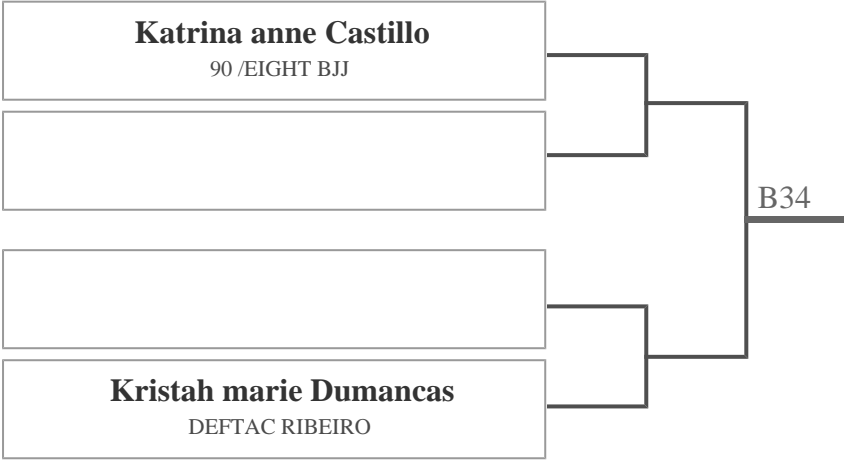 Katrina anne Castillo
90 /EIGHT BJJ
B34
Kristah marie Dumancas
DEFTAC RIBEIRO